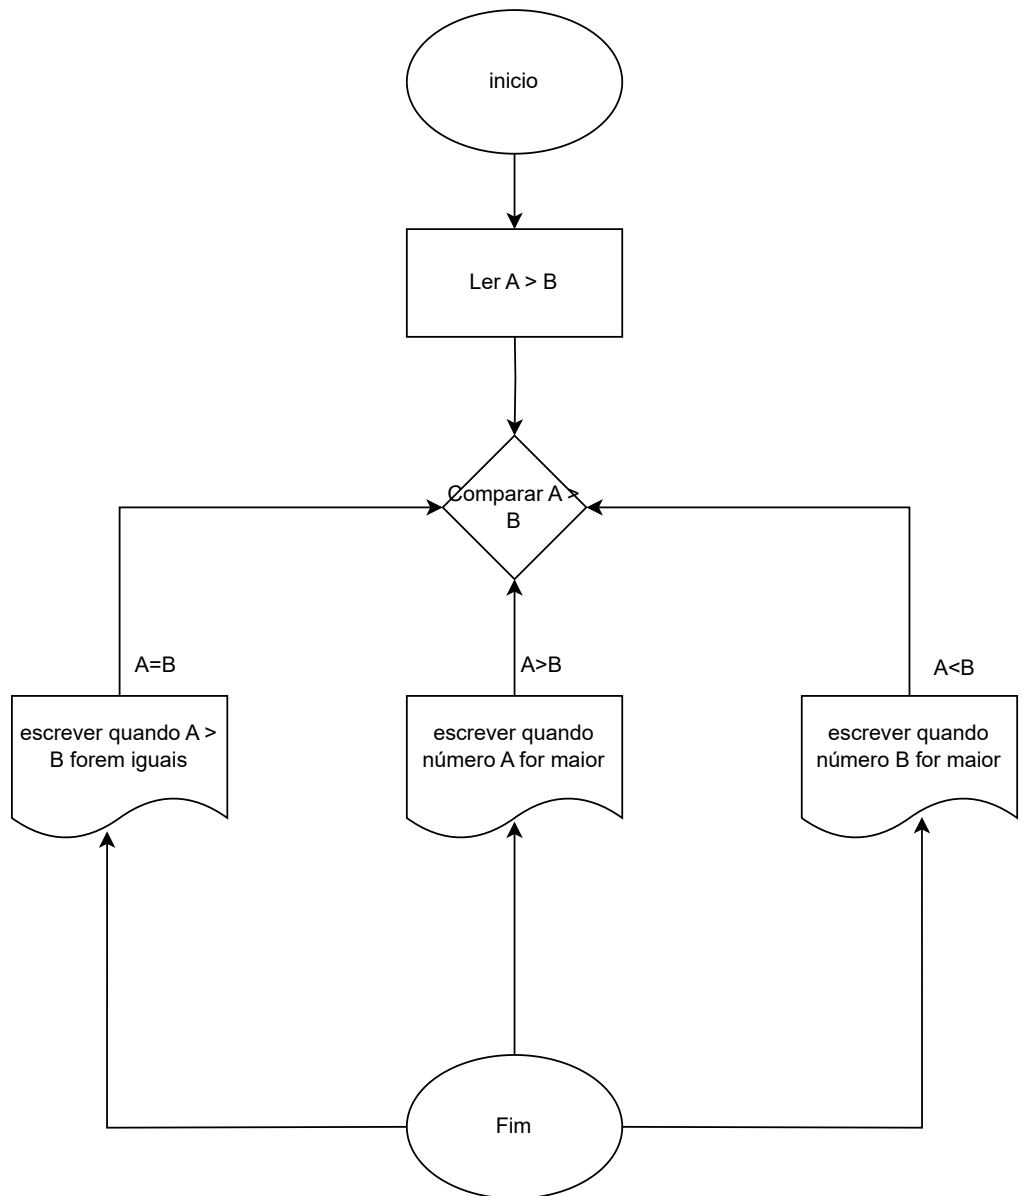 inicio
Ler A > B
Comparar A >
B
A=B
A>B
A<B
escrever quando A >
B forem iguais
escrever quando
número A for maior
escrever quando
número B for maior
Fim